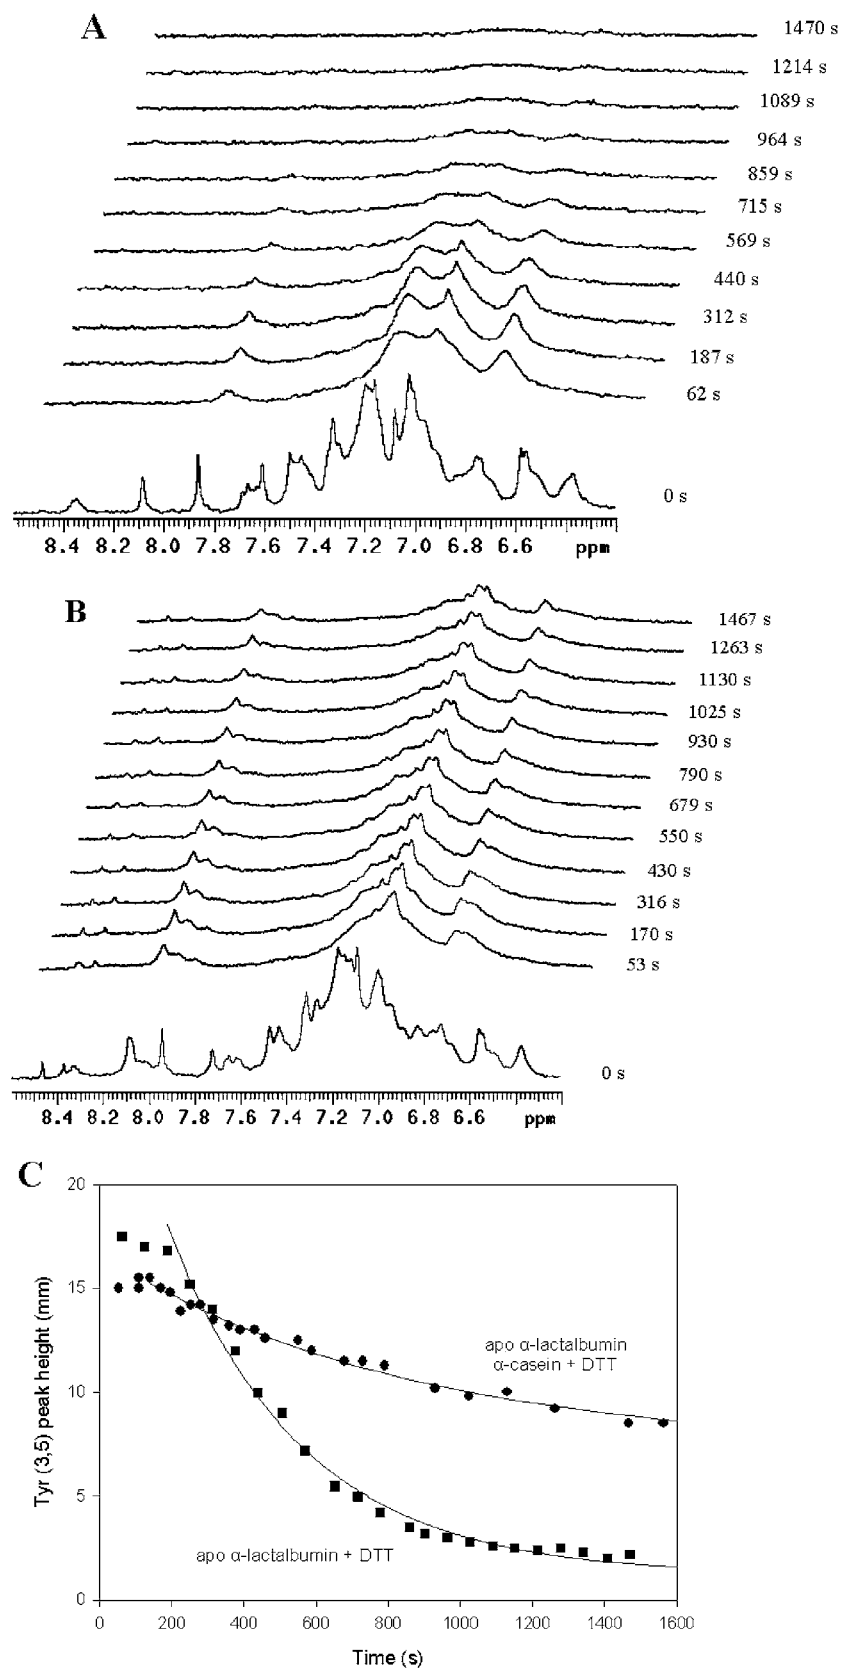 A
1470 s
1214 s
1089 s
964 s
859 s
715 s
569 s
440 s
312 s
187 s
62 s
0 s
8.4 8.2 8.0 7.8 7.6 7.4 7.2 7.0 6.8 6.6 ppm
B
1467 s
1263 s
1130 s
1025 s
930 s
790 s
679 s
550 s
430 s
316 s
170 s
53 s
0 s
8.4 8.2 8.0 7.8 7.6 7.4 7.2 7.0 6.8 6.6 ppm
C
20
15
10
5
0
Tyr (3,5) peak height (mm)
apo α-lactalbumin
α-casein + DTT
apo α-lactalbumin + DTT
0 200 400 600 800 1000 1200 1400 1600
Time (s)